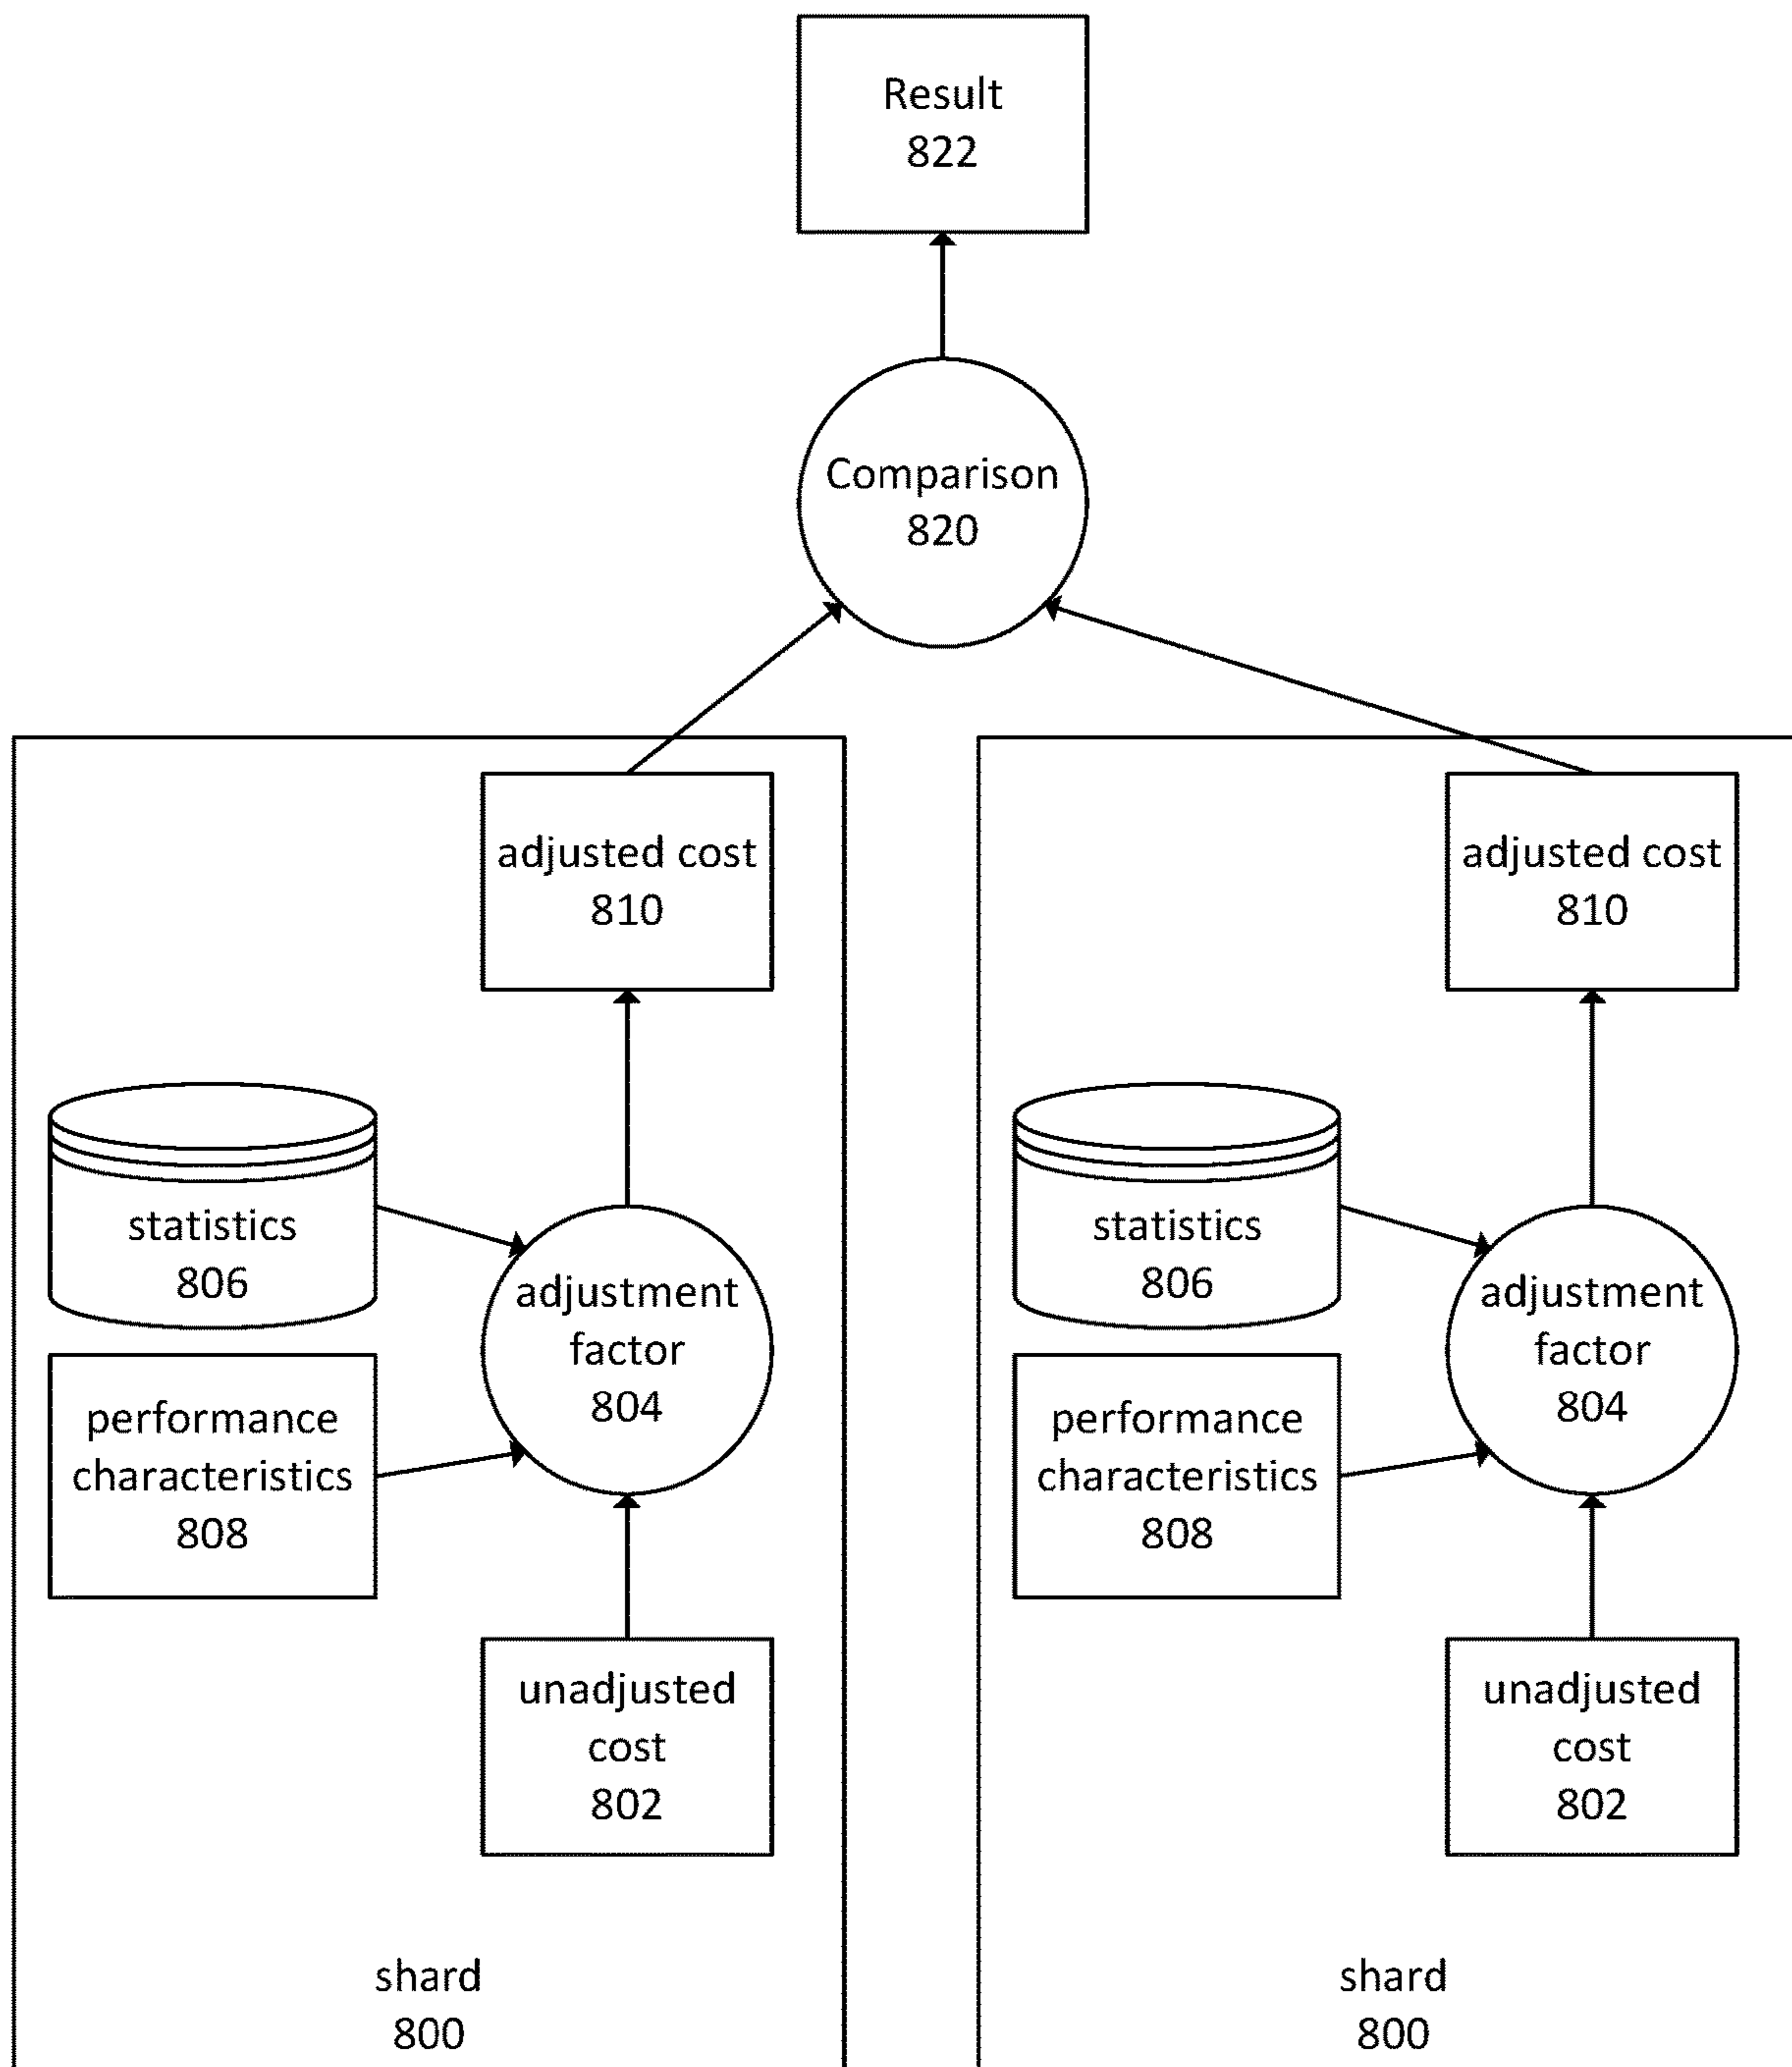 Result
822
Comparison
820
adjusted cost
810
statistics
806
adjustment
factor
804
performance
characteristics
808
unadjusted
cost
802
shard
800
adjusted cost
810
statistics
806
adjustment
factor
804
performance
characteristics
808
unadjusted
cost
802
shard
800